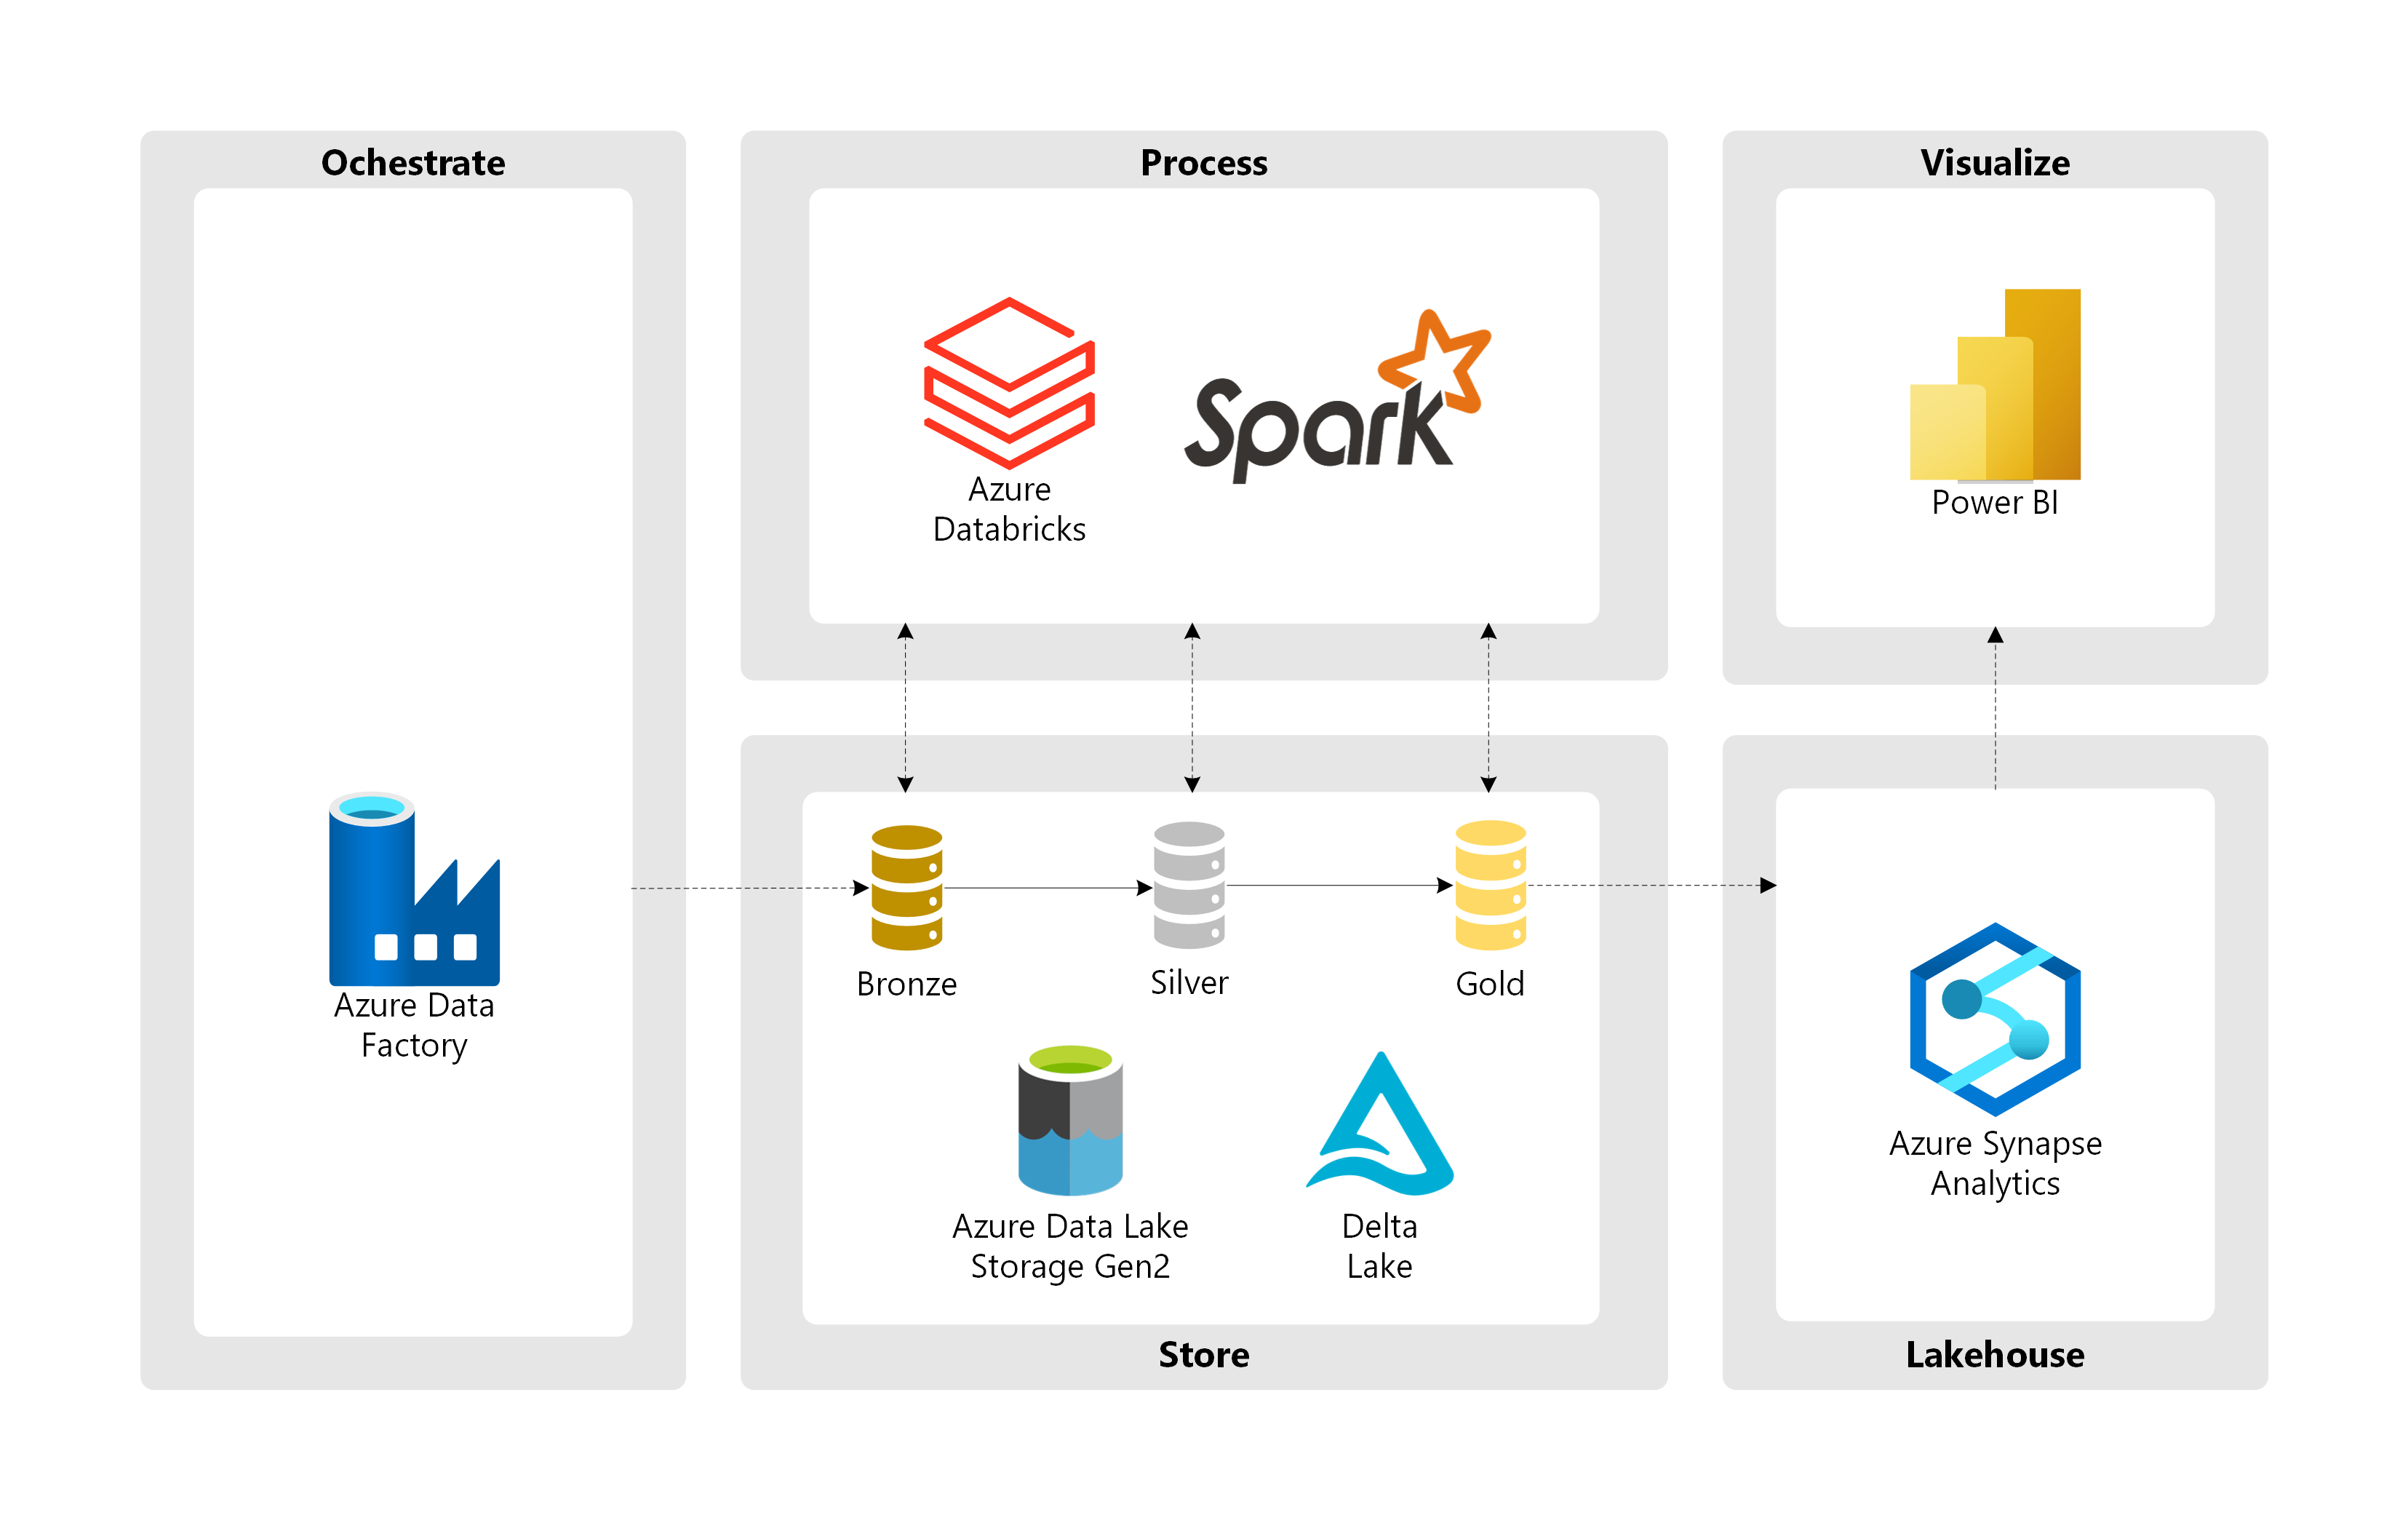 Ochestrate
Azure Data
Factory
Process
Azure
Databricks
Spark
Bronze
Silver
Gold
Azure Data Lake
Storage Gen2
Delta
Lake
Store
Visualize
Power BI
Azure Synapse
Analytics
Lakehouse